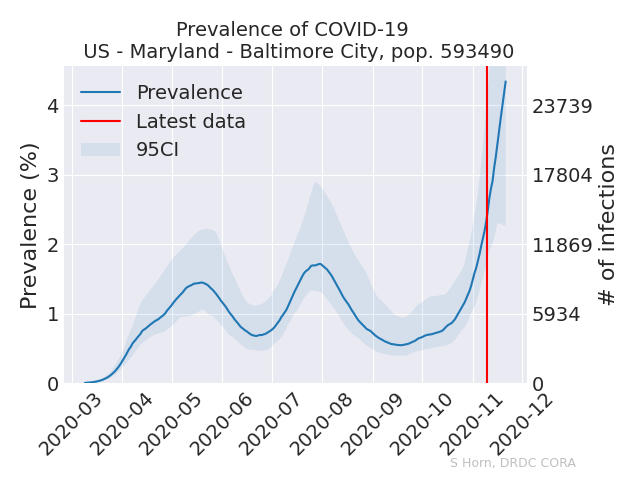 Prevalence of COVID-19
US - Maryland - Baltimore City, pop. 593490
Prevalence
Latest data
95CI
Prevalence (%)
4
3
2
1
0
23739
17804
11869
5934
0
# of infections
2020-03
2020-04
2020-05
2020-06
2020-07
2020-08
2020-09
2020-10
2020-11
2020-12
S Horn, DRDC CORA